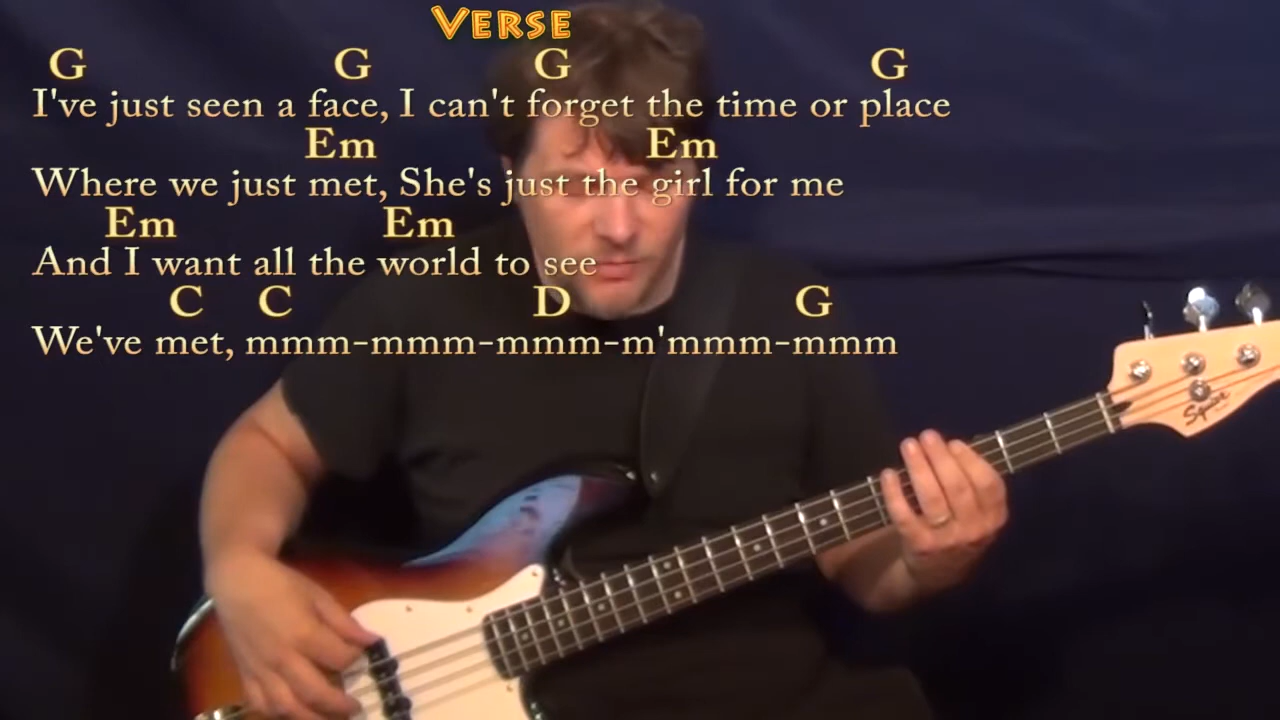 VERSE
G G G G
I've just seen a face, I can't forget the time or place
Em Em
Where we just met, She's just the girl for me
Em Em
And I want all the world to see
C C D G
We've met, mmm-mmm-mmm-m'mmm-mmm
Squier